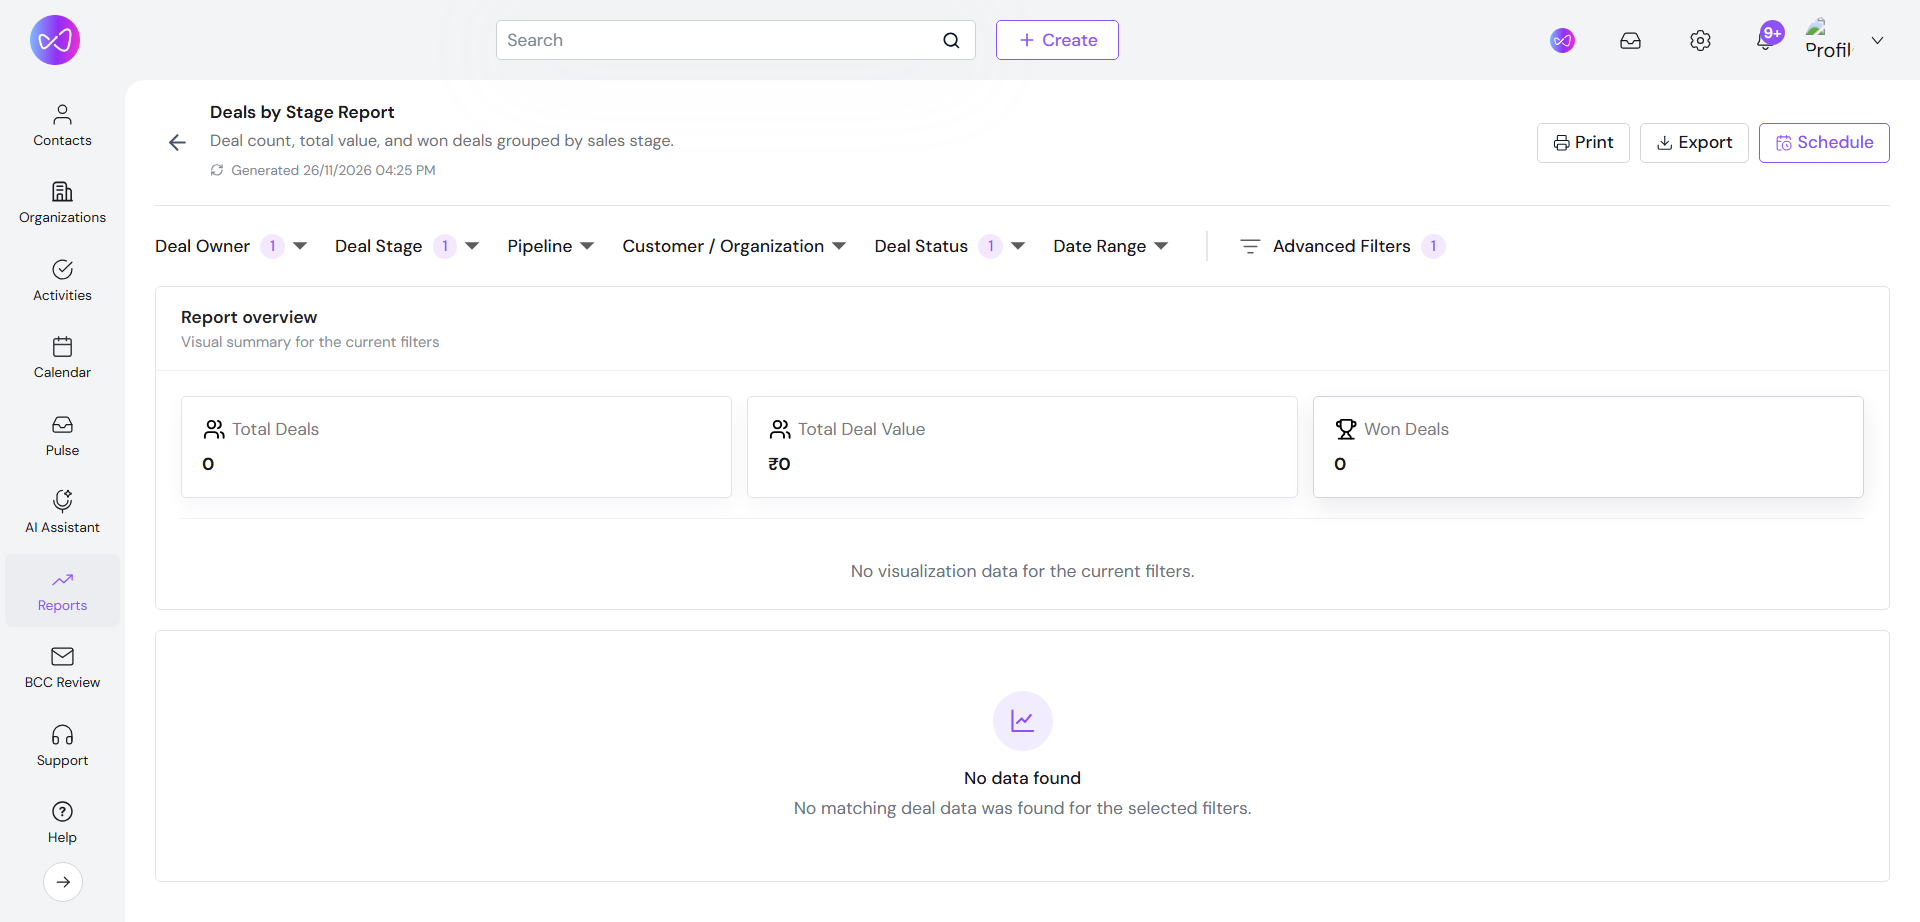 Search
+ Create
9+
Profil
Contacts
Organizations
Activities
Calendar
Pulse
AI Assistant
Reports
BCC Review
Support
Help
Deals by Stage Report
Deal count, total value, and won deals grouped by sales stage.
Generated 26/11/2026 04:25 PM
Print
Export
Schedule
Deal Owner 1
Deal Stage 1
Pipeline
Customer / Organization
Deal Status 1
Date Range
Advanced Filters 1
Report overview
Visual summary for the current filters
Total Deals
0
Total Deal Value
₹0
Won Deals
0
No visualization data for the current filters.
No data found
No matching deal data was found for the selected filters.